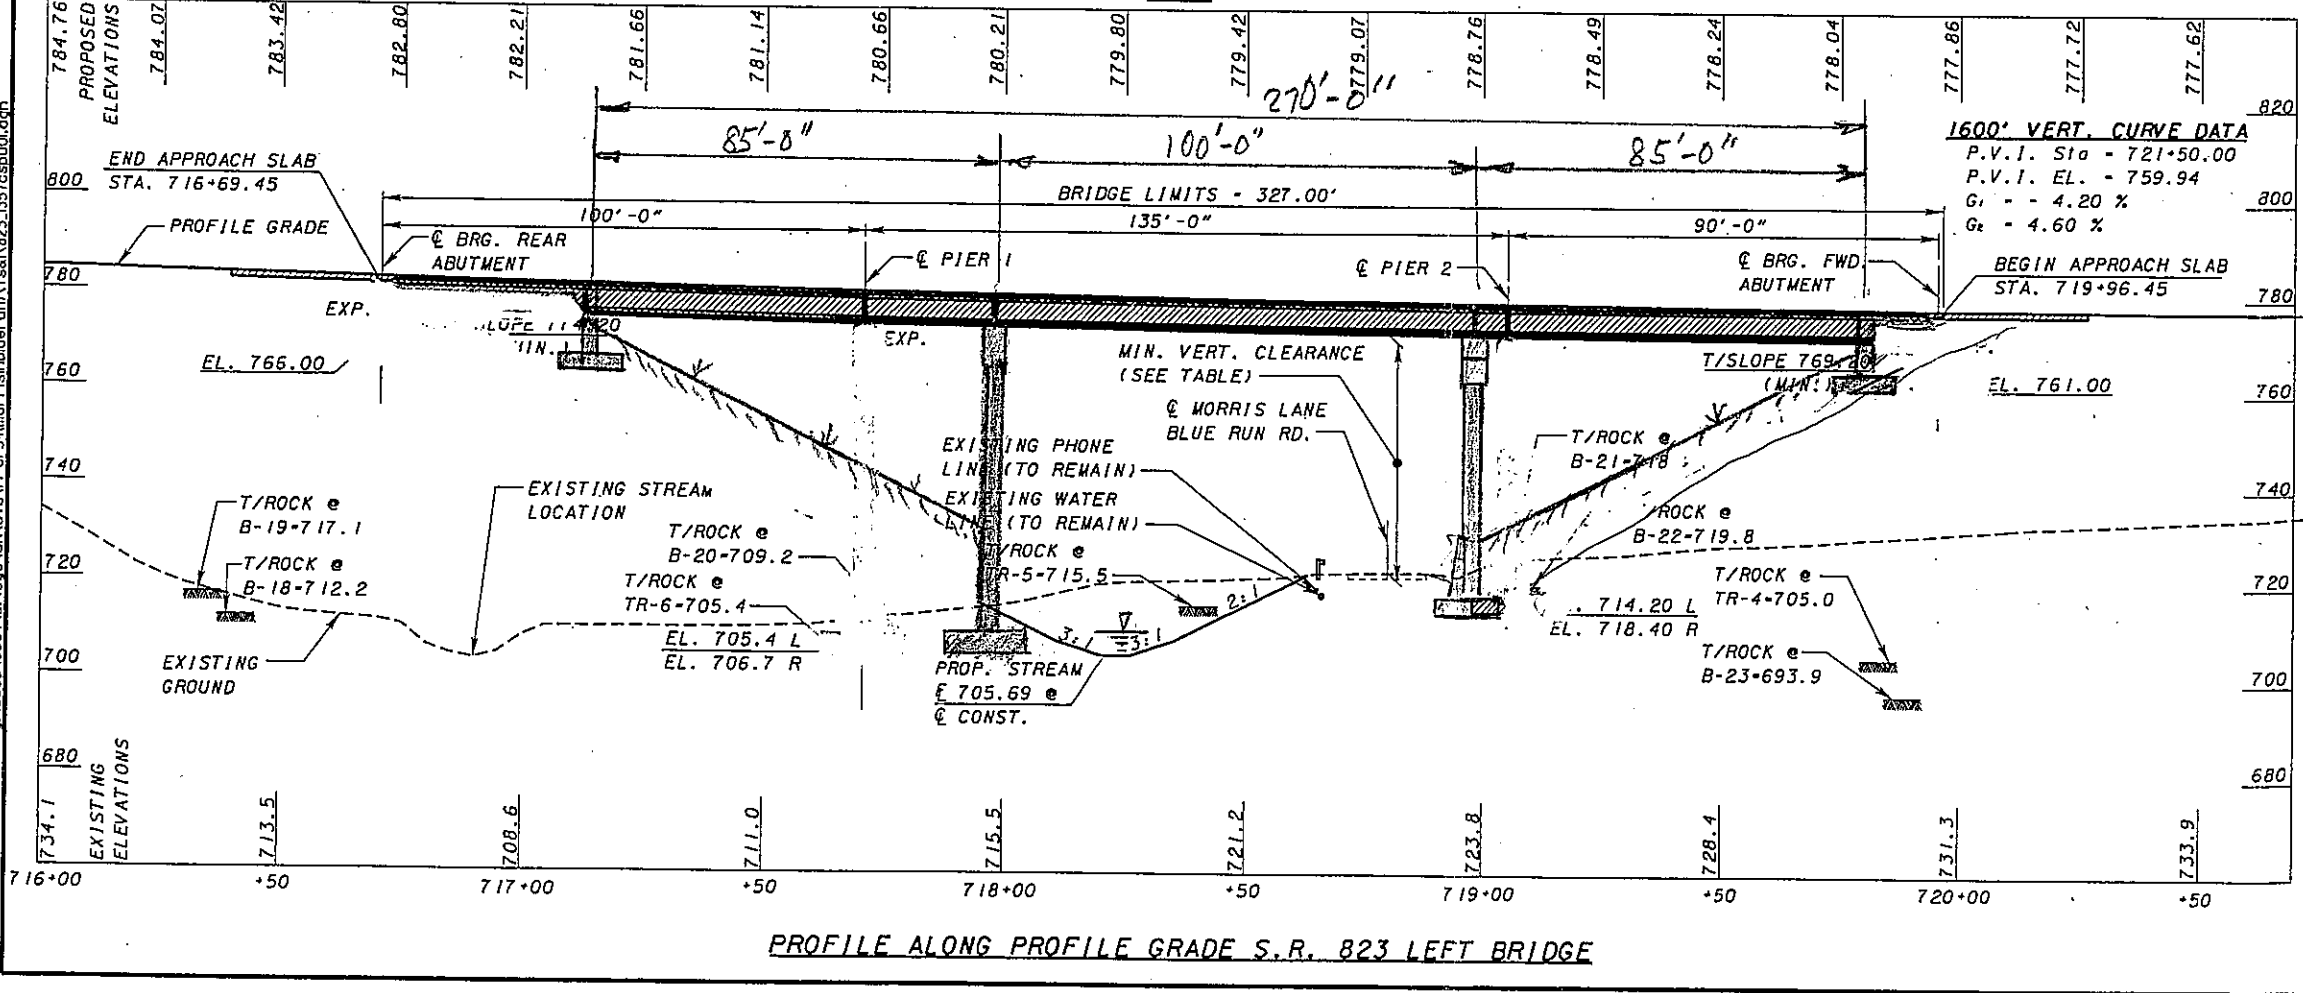 784.76
784.07
783.42
782.80
782.21
781.66
781.14
780.66
780.21
779.80
779.42
779.07
778.76
778.49
778.24
778.04
777.86
777.72
777.62
PROPOSED
ELEVATIONS
270'-0"
85'-0"
100'-0"
85'-0"
1600' VERT. CURVE DATA
P.V.I. Sta - 721+50.00
P.V.I. EL. - 759.94
G₁ - - 4.20 %
G₂ - 4.60 %
END APPROACH SLAB
STA. 716+69.45
BRIDGE LIMITS - 327.00'
100'-0"
135'-0"
90'-0"
PROFILE GRADE
℄ BRG. REAR
ABUTMENT
℄ PIER 1
℄ PIER 2
℄ BRG. FWD.
ABUTMENT
BEGIN APPROACH SLAB
STA. 719+96.45
820
800
800
780
780
760
760
740
740
720
720
700
700
680
680
EXP.
EXP.
EL. 766.00
MIN. VERT. CLEARANCE
(SEE TABLE)
T/SLOPE 769.20
(MIN.)
EL. 761.00
℄ MORRIS LANE
BLUE RUN RD.
EXISTING PHONE
LINE (TO REMAIN)
EXISTING WATER
LINE (TO REMAIN)
T/ROCK @
B-21-718
T/ROCK @
B-19-717.1
EXISTING STREAM
LOCATION
T/ROCK @
B-20-709.2
T/ROCK @
TR-5-715.5
ROCK @
B-22-719.8
T/ROCK @
B-18-712.2
T/ROCK @
TR-6-705.4
2:1
T/ROCK @
TR-4-705.0
EL. 705.4 L
EL. 706.7 R
3:1
3:1
714.20 L
EL. 718.40 R
EXISTING
GROUND
PROP. STREAM
705.69 @
℄ CONST.
T/ROCK @
B-23-693.9
EXISTING
ELEVATIONS
734.1
713.5
708.6
711.0
715.5
721.2
723.8
728.4
731.3
733.9
716+00
+50
717+00
+50
718+00
+50
719+00
+50
720+00
+50
PROFILE ALONG PROFILE GRADE S.R. 823 LEFT BRIDGE